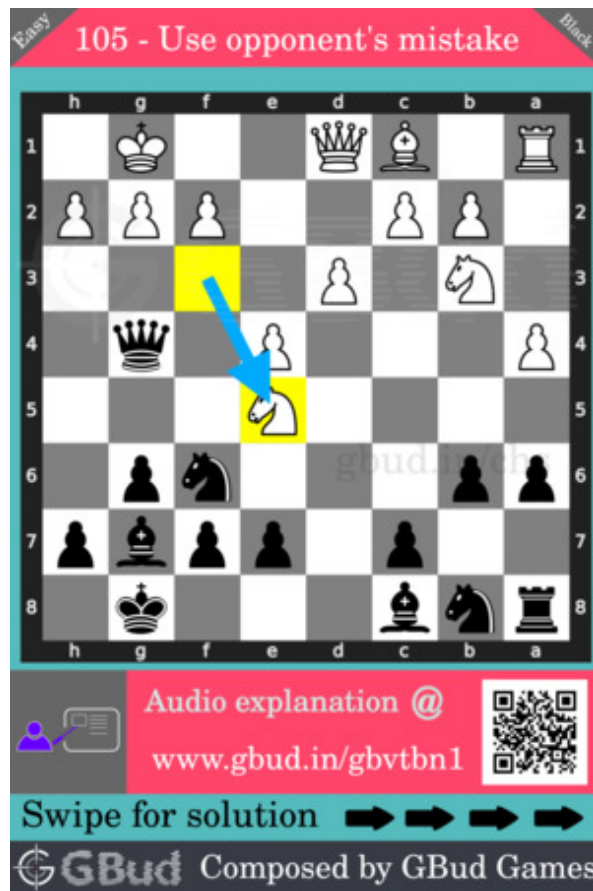 Easy
105 - Use opponent's mistake
Black
h g f e d c b a
1 1
2 2
3 3
4 4
5 5
6 6
7 7
8 8
h g f e d c b a
Audio explanation @
www.gbud.in/gbvtbn1
Swipe for solution
GBud Composed by GBud Games